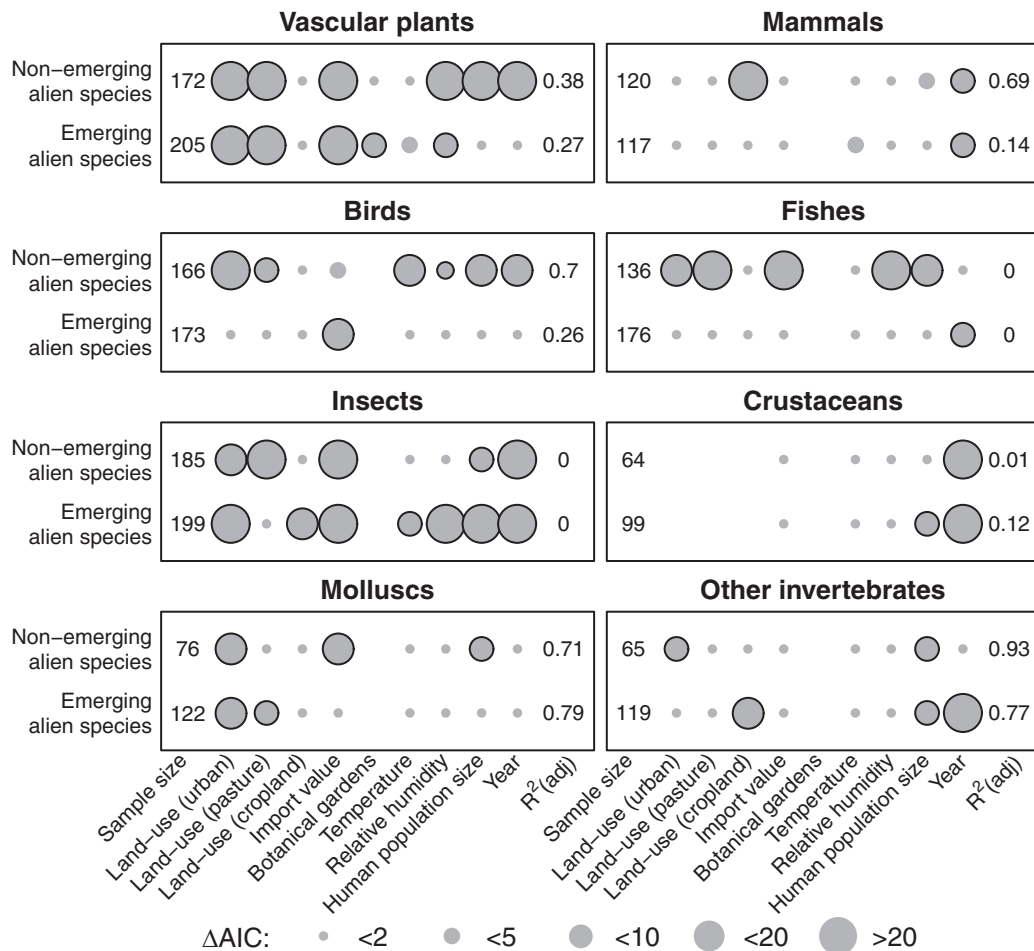 Vascular plants
Non−emerging
alien species
172
0.38
Emerging
alien species
205
0.27
Mammals
120
0.69
117
0.14
Birds
Non−emerging
alien species
166
0.7
Emerging
alien species
173
0.26
Fishes
136
0
176
0
Insects
Non−emerging
alien species
185
0
Emerging
alien species
199
0
Crustaceans
64
0.01
99
0.12
Molluscs
Non−emerging
alien species
76
0.71
Emerging
alien species
122
0.79
Other invertebrates
65
0.93
119
0.77
Sample size
Land−use (urban)
Land−use (pasture)
Land−use (cropland)
Import value
Botanical gardens
Temperature
Relative humidity
Human population size
Year
R²(adj)
Sample size
Land−use (urban)
Land−use (pasture)
Land−use (cropland)
Import value
Botanical gardens
Temperature
Relative humidity
Human population size
Year
R²(adj)
ΔAIC: <2 <5 <10 <20 >20